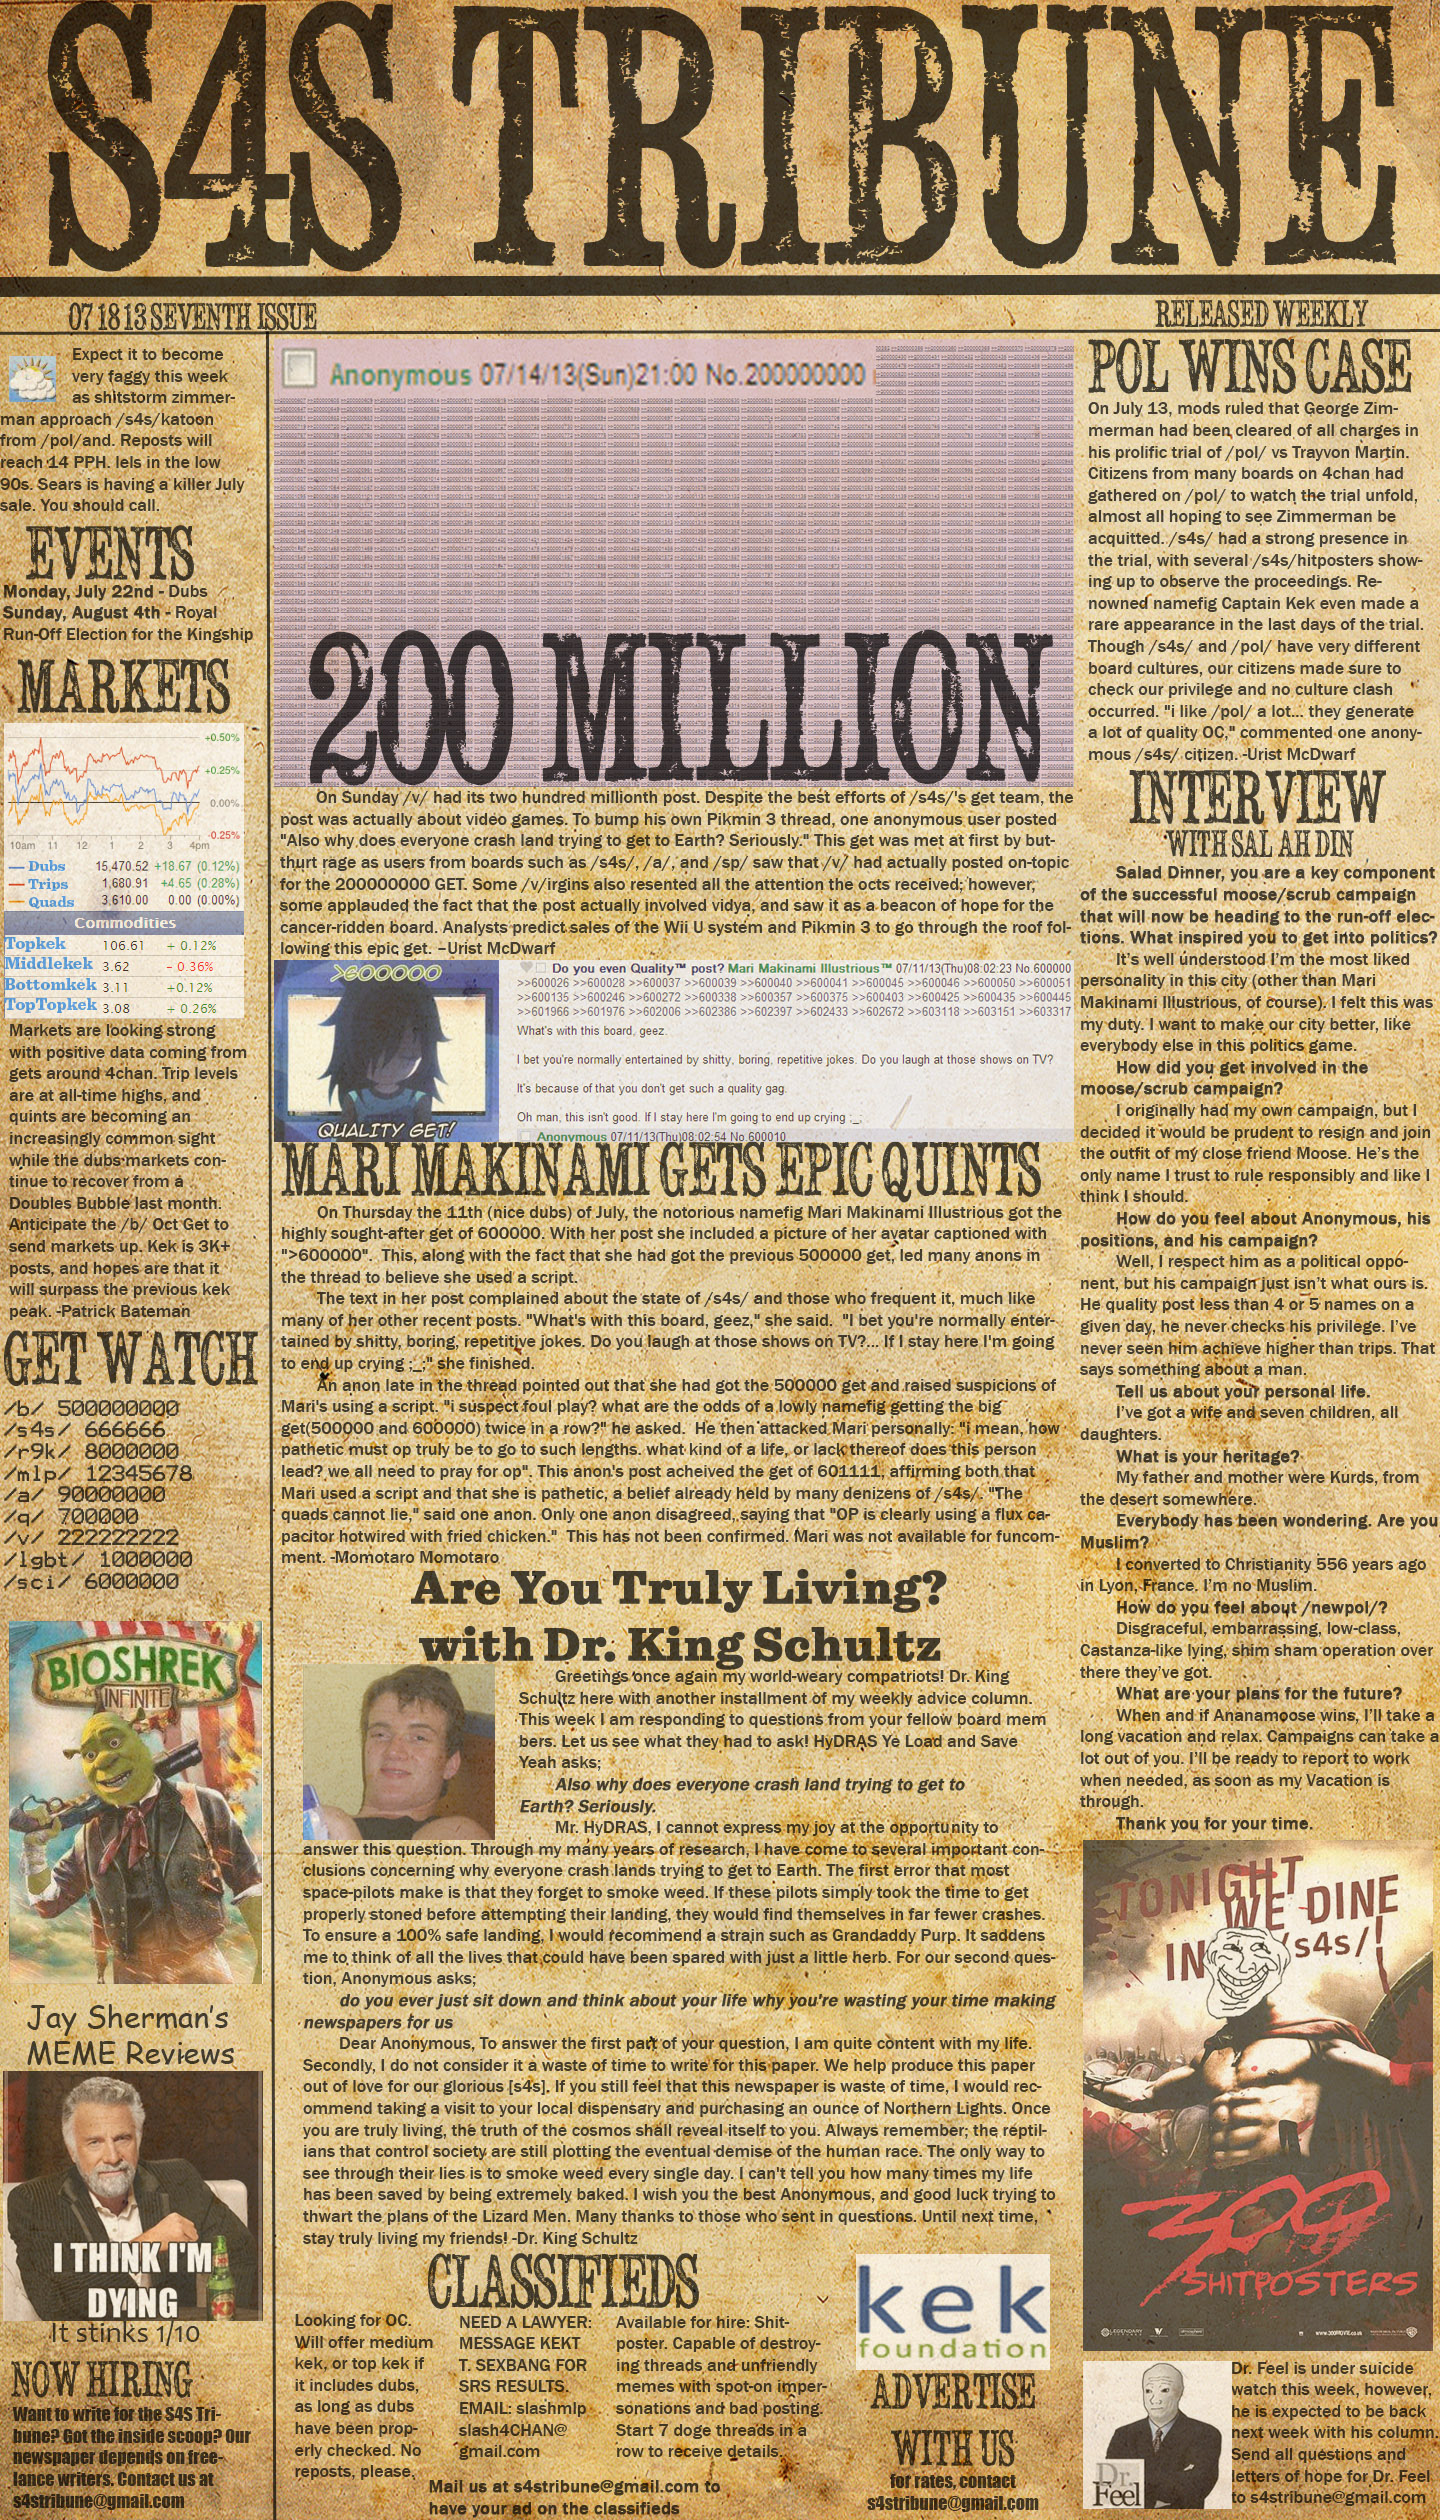 S4S TRIBUNE
07 18 13 SEVENTH ISSUE
RELEASED WEEKLY
Expect it to become
very faggy this week
as shitstorm zimmer-
man approach /s4s/katoon
from /pol/and. Reposts will
reach 14 PPH. lels in the low
90s. Sears is having a killer July
sale. You should call.
EVENTS
Monday, July 22nd - Dubs
Sunday, August 4th - Royal
Run-Off Election for the Kingship
MARKETS
+0.50%
+0.25%
0.00%
-0.25%
10am 11 12 1 2 3 4pm
Dubs 15,470.52 +18.67 (0.12%)
Trips 1,680.91 +4.65 (0.28%)
Quads 3,610.00 0.00 (0.00%)
Commodities
Topkek 106.61 + 0.12%
Middlekek 3.62 - 0.36%
Bottomkek 3.11 +0.12%
TopTopkek 3.08 + 0.26%
Markets are looking strong
with positive data coming from
gets around 4chan. Trip levels
are at all-time highs, and
quints are becoming an
increasingly common sight
while the dubs markets con-
tinue to recover from a
Doubles Bubble last month.
Anticipate the /b/ Oct Get to
send markets up. Kek is 3K+
posts, and hopes are that it
will surpass the previous kek
peak. -Patrick Bateman
GET WATCH
/b/ 500000000
/s4s/ 666666
/r9k/ 8000000
/mlp/ 12345678
/a/ 90000000
/q/ 700000
/v/ 222222222
/lgbt/ 1000000
/sci/ 6000000
BIOSHREK
INFINITE
Jay Sherman's
MEME Reviews
I THINK I'M
DYING
It stinks 1/10
NOW HIRING
Want to write for the S4S Tri-
bune? Got the inside scoop? Our
newspaper depends on free-
lance writers. Contact us at
s4stribune@gmail.com
Anonymous 07/14/13(Sun)21:00 No.200000000
200 MILLION
On Sunday /v/ had its two hundred millionth post. Despite the best efforts of /s4s/'s get team, the
post was actually about video games. To bump his own Pikmin 3 thread, one anonymous user posted
"Also why does everyone crash land trying to get to Earth? Seriously." This get was met at first by but-
thurt rage as users from boards such as /s4s/, /a/, and /sp/ saw that /v/ had actually posted on-topic
for the 200000000 GET. Some /v/irgins also resented all the attention the octs received; however,
some applauded the fact that the post actually involved vidya, and saw it as a beacon of hope for the
cancer-ridden board. Analysts predict sales of the Wii U system and Pikmin 3 to go through the roof fol-
lowing this epic get. –Urist McDwarf
>600000
QUALITY GET!
Do you even Quality™ post? Mari Makinami Illustrious™ 07/11/13(Thu)08:02:23 No.600000
>>600026 >>600028 >>600037 >>600039 >>600040 >>600041 >>600045 >>600046 >>600050 >>600051
>>600135 >>600246 >>600272 >>600338 >>600357 >>600375 >>600403 >>600425 >>600435 >>600445
>>601966 >>601976 >>602006 >>602386 >>602397 >>602433 >>602672 >>603118 >>603151 >>603317
What's with this board, geez.
I bet you're normally entertained by shitty, boring, repetitive jokes. Do you laugh at those shows on TV?
It's because of that you don't get such a quality gag.
Oh man, this isn't good. If I stay here I'm going to end up crying ;_;
Anonymous 07/11/13(Thu)08:02:54 No.600010
MARI MAKINAMI GETS EPIC QUINTS
On Thursday the 11th (nice dubs) of July, the notorious namefig Mari Makinami Illustrious got the
highly sought-after get of 600000. With her post she included a picture of her avatar captioned with
">600000". This, along with the fact that she had got the previous 500000 get, led many anons in
the thread to believe she used a script.
The text in her post complained about the state of /s4s/ and those who frequent it, much like
many of her other recent posts. "What's with this board, geez," she said. "I bet you're normally enter-
tained by shitty, boring, repetitive jokes. Do you laugh at those shows on TV?... If I stay here I'm going
to end up crying ;_;" she finished.
An anon late in the thread pointed out that she had got the 500000 get and raised suspicions of
Mari's using a script. "i suspect foul play? what are the odds of a lowly namefig getting the big
get(500000 and 600000) twice in a row?" he asked. He then attacked Mari personally: "i mean, how
pathetic must op truly be to go to such lengths. what kind of a life, or lack thereof does this person
lead? we all need to pray for op". This anon's post acheived the get of 601111, affirming both that
Mari used a script and that she is pathetic, a belief already held by many denizens of /s4s/. "The
quads cannot lie," said one anon. Only one anon disagreed, saying that "OP is clearly using a flux ca-
pacitor hotwired with fried chicken." This has not been confirmed. Mari was not available for funcom-
ment. -Momotaro Momotaro
Are You Truly Living?
with Dr. King Schultz
Greetings once again my world-weary compatriots! Dr. King
Schultz here with another installment of my weekly advice column.
This week I am responding to questions from your fellow board mem
bers. Let us see what they had to ask! HyDRAS Ye Load and Save
Yeah asks;
Also why does everyone crash land trying to get to
Earth? Seriously.
Mr. HyDRAS, I cannot express my joy at the opportunity to
answer this question. Through my many years of research, I have come to several important con-
clusions concerning why everyone crash lands trying to get to Earth. The first error that most
space-pilots make is that they forget to smoke weed. If these pilots simply took the time to get
properly stoned before attempting their landing, they would find themselves in far fewer crashes.
To ensure a 100% safe landing, I would recommend a strain such as Grandaddy Purp. It saddens
me to think of all the lives that could have been spared with just a little herb. For our second ques-
tion, Anonymous asks;
do you ever just sit down and think about your life why you're wasting your time making
newspapers for us
Dear Anonymous, To answer the first part of your question, I am quite content with my life.
Secondly, I do not consider it a waste of time to write for this paper. We help produce this paper
out of love for our glorious [s4s]. If you still feel that this newspaper is waste of time, I would rec-
ommend taking a visit to your local dispensary and purchasing an ounce of Northern Lights. Once
you are truly living, the truth of the cosmos shall reveal itself to you. Always remember; the reptil-
ians that control society are still plotting the eventual demise of the human race. The only way to
see through their lies is to smoke weed every single day. I can't tell you how many times my life
has been saved by being extremely baked. I wish you the best Anonymous, and good luck trying to
thwart the plans of the Lizard Men. Many thanks to those who sent in questions. Until next time,
stay truly living my friends! -Dr. King Schultz
CLASSIFIEDS
Looking for OC.
Will offer medium
kek, or top kek if
it includes dubs,
as long as dubs
have been prop-
erly checked. No
reposts, please.
NEED A LAWYER:
MESSAGE KEKT
T. SEXBANG FOR
SRS RESULTS.
EMAIL: slashmlp
slash4CHAN@
gmail.com
Available for hire: Shit-
poster. Capable of destroy-
ing threads and unfriendly
memes with spot-on imper-
sonations and bad posting.
Start 7 doge threads in a
row to receive details.
Mail us at s4stribune@gmail.com to
have your ad on the classifieds
kek
foundation
ADVERTISE
WITH US
for rates, contact
s4stribune@gmail.com
POL WINS CASE
On July 13, mods ruled that George Zim-
merman had been cleared of all charges in
his prolific trial of /pol/ vs Trayvon Martin.
Citizens from many boards on 4chan had
gathered on /pol/ to watch the trial unfold,
almost all hoping to see Zimmerman be
acquitted. /s4s/ had a strong presence in
the trial, with several /s4s/hitposters show-
ing up to observe the proceedings. Re-
nowned namefig Captain Kek even made a
rare appearance in the last days of the trial.
Though /s4s/ and /pol/ have very different
board cultures, our citizens made sure to
check our privilege and no culture clash
occurred. "i like /pol/ a lot... they generate
a lot of quality OC," commented one anony-
mous /s4s/ citizen. -Urist McDwarf
INTERVIEW
WITH SAL AH DIN
Salad Dinner, you are a key component
of the successful moose/scrub campaign
that will now be heading to the run-off elec-
tions. What inspired you to get into politics?
It's well understood I'm the most liked
personality in this city (other than Mari
Makinami Illustrious, of course). I felt this was
my duty. I want to make our city better, like
everybody else in this politics game.
How did you get involved in the
moose/scrub campaign?
I originally had my own campaign, but I
decided it would be prudent to resign and join
the outfit of my close friend Moose. He's the
only name I trust to rule responsibly and like I
think I should.
How do you feel about Anonymous, his
positions, and his campaign?
Well, I respect him as a political oppo-
nent, but his campaign just isn't what ours is.
He quality post less than 4 or 5 names on a
given day, he never checks his privilege. I've
never seen him achieve higher than trips. That
says something about a man.
Tell us about your personal life.
I've got a wife and seven children, all
daughters.
What is your heritage?
My father and mother were Kurds, from
the desert somewhere.
Everybody has been wondering. Are you
Muslim?
I converted to Christianity 556 years ago
in Lyon, France. I'm no Muslim.
How do you feel about /newpol/?
Disgraceful, embarrassing, low-class,
Castanza-like lying, shim sham operation over
there they've got.
What are your plans for the future?
When and if Ananamoose wins, I'll take a
long vacation and relax. Campaigns can take a
lot out of you. I'll be ready to report to work
when needed, as soon as my Vacation is
through.
Thank you for your time.
TONIGHT
WE DINE
IN /s4s/!
300
SHITPOSTERS
LEGENDARY
www.300MOVIE.co.uk
Dr.
Feel
Dr. Feel is under suicide
watch this week, however,
he is expected to be back
next week with his column.
Send all questions and
letters of hope for Dr. Feel
to s4stribune@gmail.com